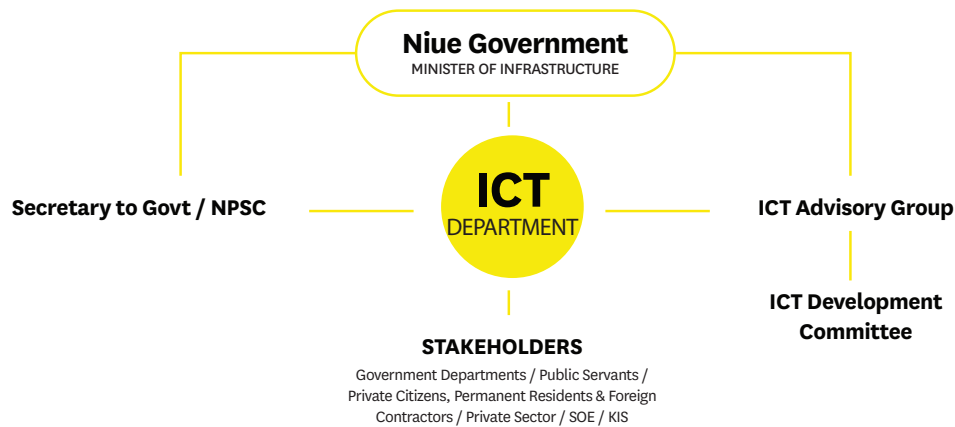 Niue Government
MINISTER OF INFRASTRUCTURE
ICT
DEPARTMENT
Secretary to Govt / NPSC
ICT Advisory Group
ICT Development
Committee
STAKEHOLDERS
Government Departments / Public Servants /
Private Citizens, Permanent Residents & Foreign
Contractors / Private Sector / SOE / KIS